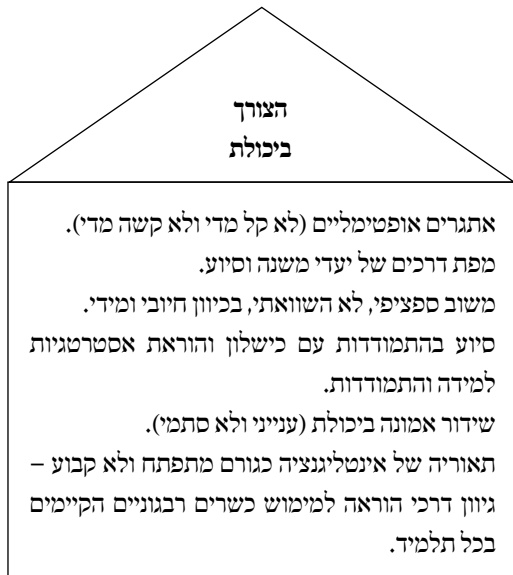 הצורך
ביכולת
אתגרים אופטימליים (לא קל מדי ולא קשה מדי).
מפת דרכים של יעדי משנה וסיוע.
משוב ספציפי, לא השוואתי, בכיוון חיובי ומידי.
סיוע בהתמודדות עם כישלון והוראת אסטרטגיות
למידה והתמודדות.
שידור אמונה ביכולת (ענייני ולא סתמי).
תאוריה של אינטליגנציה כגורם מתפתח ולא קבוע –
גיוון דרכי הוראה למימוש כשרים רבגוניים הקיימים
בכל תלמיד.